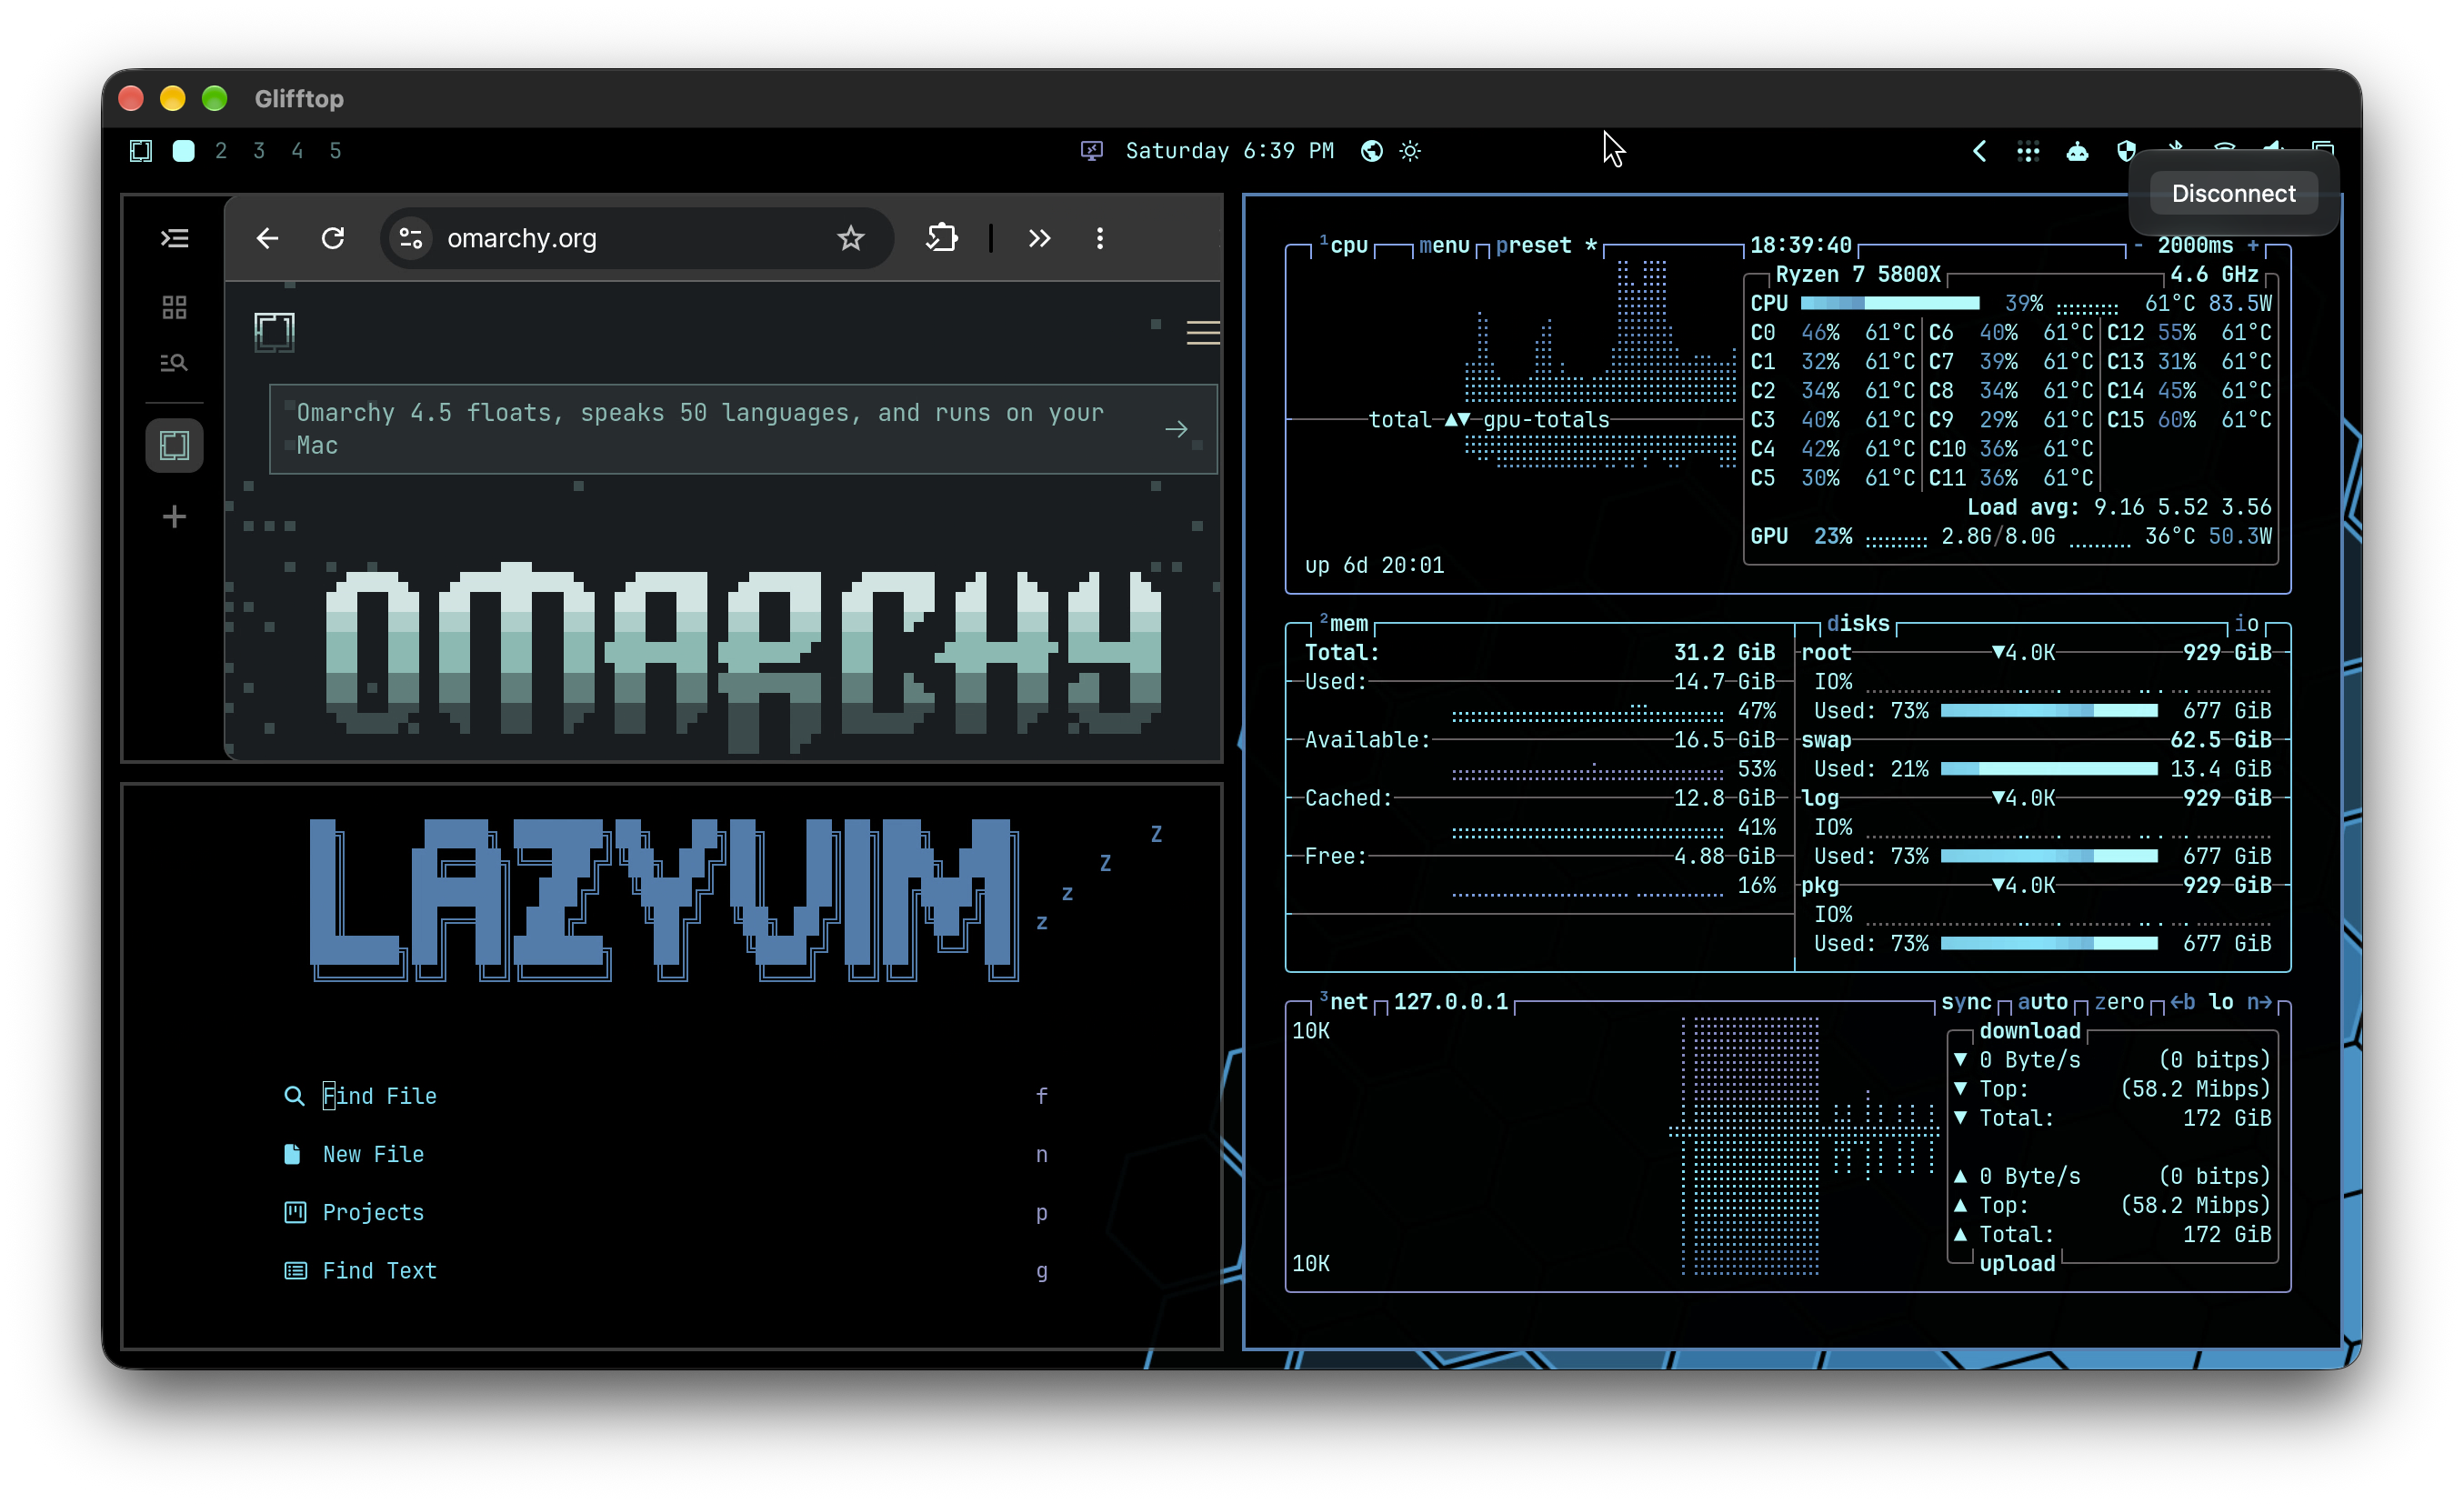 Glifftop
2 3 4 5
Saturday 6:39 PM
Disconnect
omarchy.org
Omarchy 4.5 floats, speaks 50 languages, and runs on your
Mac
OMARCHY
LAZYVIM
z
z
z
z
Find File f
New File n
Projects p
Find Text g
1cpu menu preset * 18:39:40 - 2000ms +
Ryzen 7 5800X 4.6 GHz
CPU 39% 61°C 83.5W
C0 46% 61°C C6 40% 61°C C12 55% 61°C
C1 32% 61°C C7 39% 61°C C13 31% 61°C
C2 34% 61°C C8 34% 61°C C14 45% 61°C
total ▲▼ gpu-totals C3 40% 61°C C9 29% 61°C C15 60% 61°C
C4 42% 61°C C10 36% 61°C
C5 30% 61°C C11 36% 61°C
Load avg: 9.16 5.52 3.56
GPU 23% 2.8G/8.0G 36°C 50.3W
up 6d 20:01
2mem
Total: 31.2 GiB
Used: 14.7 GiB
47%
Available: 16.5 GiB
53%
Cached: 12.8 GiB
41%
Free: 4.88 GiB
16%
disks io
root ▼4.0K 929 GiB
IO%
Used: 73% 677 GiB
swap 62.5 GiB
Used: 21% 13.4 GiB
log ▼4.0K 929 GiB
IO%
Used: 73% 677 GiB
pkg ▼4.0K 929 GiB
IO%
Used: 73% 677 GiB
3net 127.0.0.1 sync auto zero ←b lo n→
10K
download
▼ 0 Byte/s (0 bitps)
▼ Top: (58.2 Mibps)
▼ Total: 172 GiB
▲ 0 Byte/s (0 bitps)
▲ Top: (58.2 Mibps)
▲ Total: 172 GiB
10K
upload